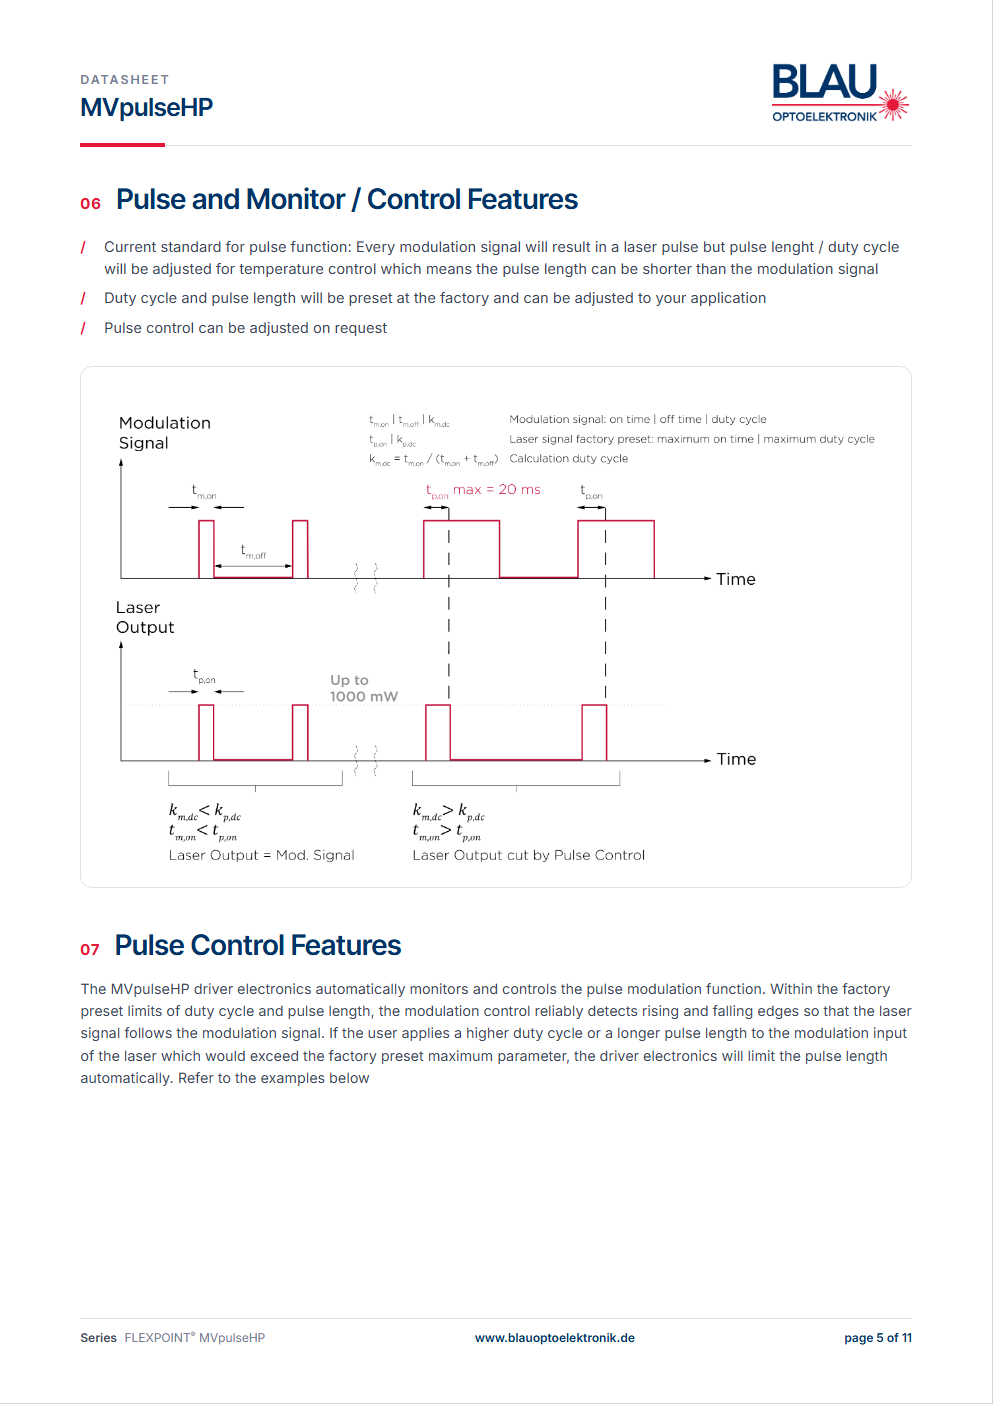 DATASHEET
MVpulseHP
BLAU
OPTOELEKTRONIK
06 Pulse and Monitor / Control Features
/ Current standard for pulse function: Every modulation signal will result in a laser pulse but pulse lenght / duty cycle
will be adjusted for temperature control which means the pulse length can be shorter than the modulation signal
/ Duty cycle and pulse length will be preset at the factory and can be adjusted to your application
/ Pulse control can be adjusted on request
Modulation
Signal
tm,on | tm,off | km,dc Modulation signal: on time | off time | duty cycle
tp,on | kp,dc Laser signal factory preset: maximum on time | maximum duty cycle
km,dc = tm,on / (tm,on + tm,off) Calculation duty cycle
tm,on
tp,on max = 20 ms
tp,on
tm,off
Time
Laser
Output
tp,on
Up to
1000 mW
Time
km,dc < kp,dc
tm,on < tp,on
Laser Output = Mod. Signal
km,dc > kp,dc
tm,on > tp,on
Laser Output cut by Pulse Control
07 Pulse Control Features
The MVpulseHP driver electronics automatically monitors and controls the pulse modulation function. Within the factory
preset limits of duty cycle and pulse length, the modulation control reliably detects rising and falling edges so that the laser
signal follows the modulation signal. If the user applies a higher duty cycle or a longer pulse length to the modulation input
of the laser which would exceed the factory preset maximum parameter, the driver electronics will limit the pulse length
automatically. Refer to the examples below
Series FLEXPOINT® MVpulseHP
www.blauoptoelektronik.de
page 5 of 11